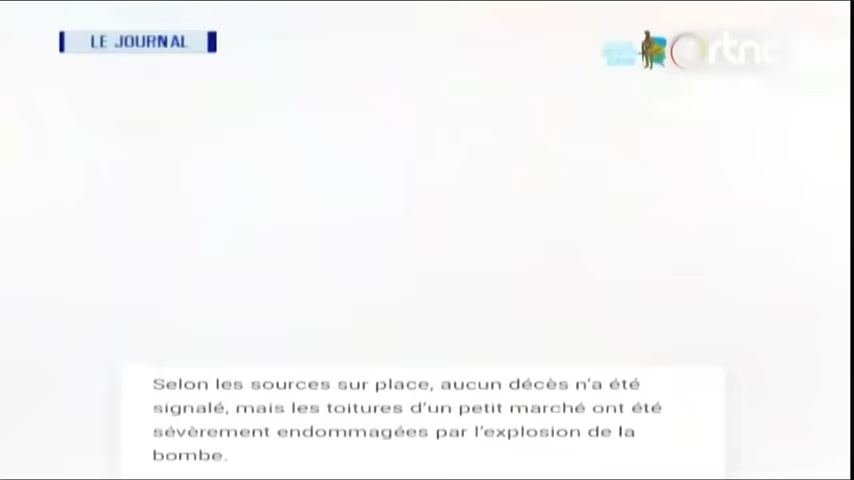 LE JOURNAL
rtnc
Selon les sources sur place, aucun décès n'a été
signalé, mais les toitures d'un petit marché ont été
sévèrement endommagées par l'explosion de la
bombe.